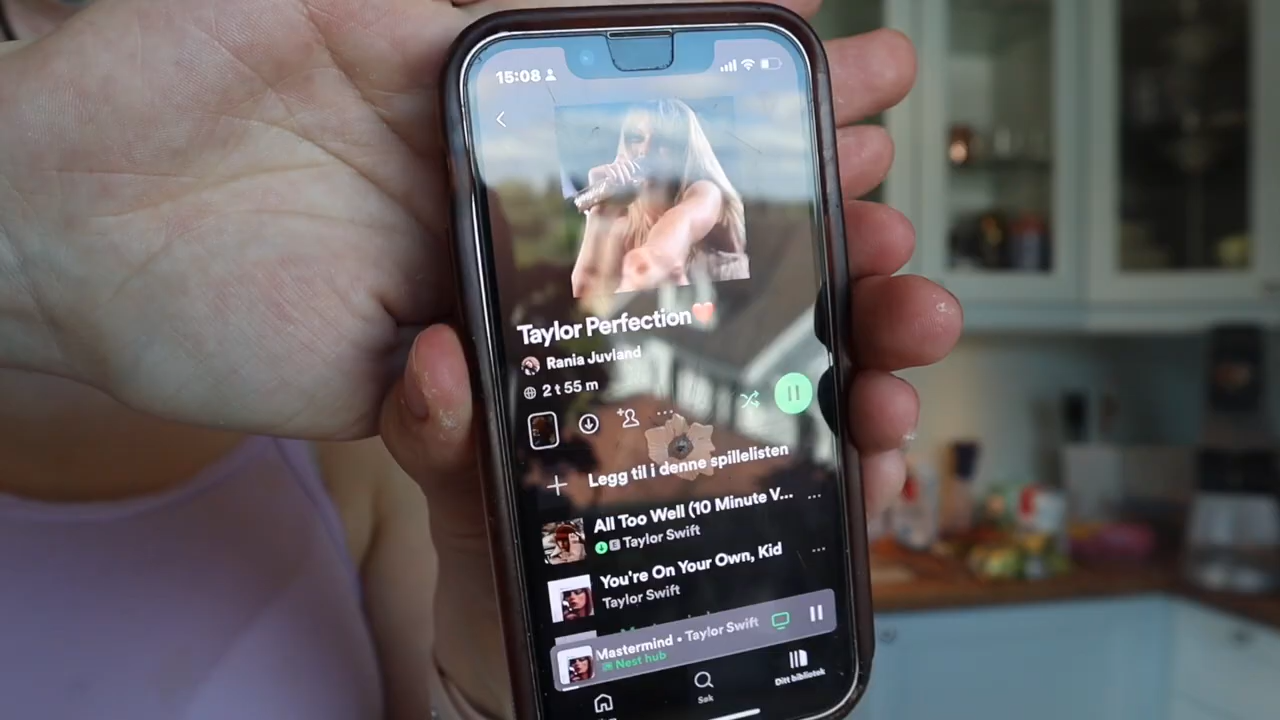 15:08
Taylor Perfection
Rania Juvland
2 t 55 m
Legg til i denne spillelisten
All Too Well (10 Minute V...
E Taylor Swift
You're On Your Own, Kid
Taylor Swift
Mastermind • Taylor Swift
Nest hub
Søk
Ditt bibliotek